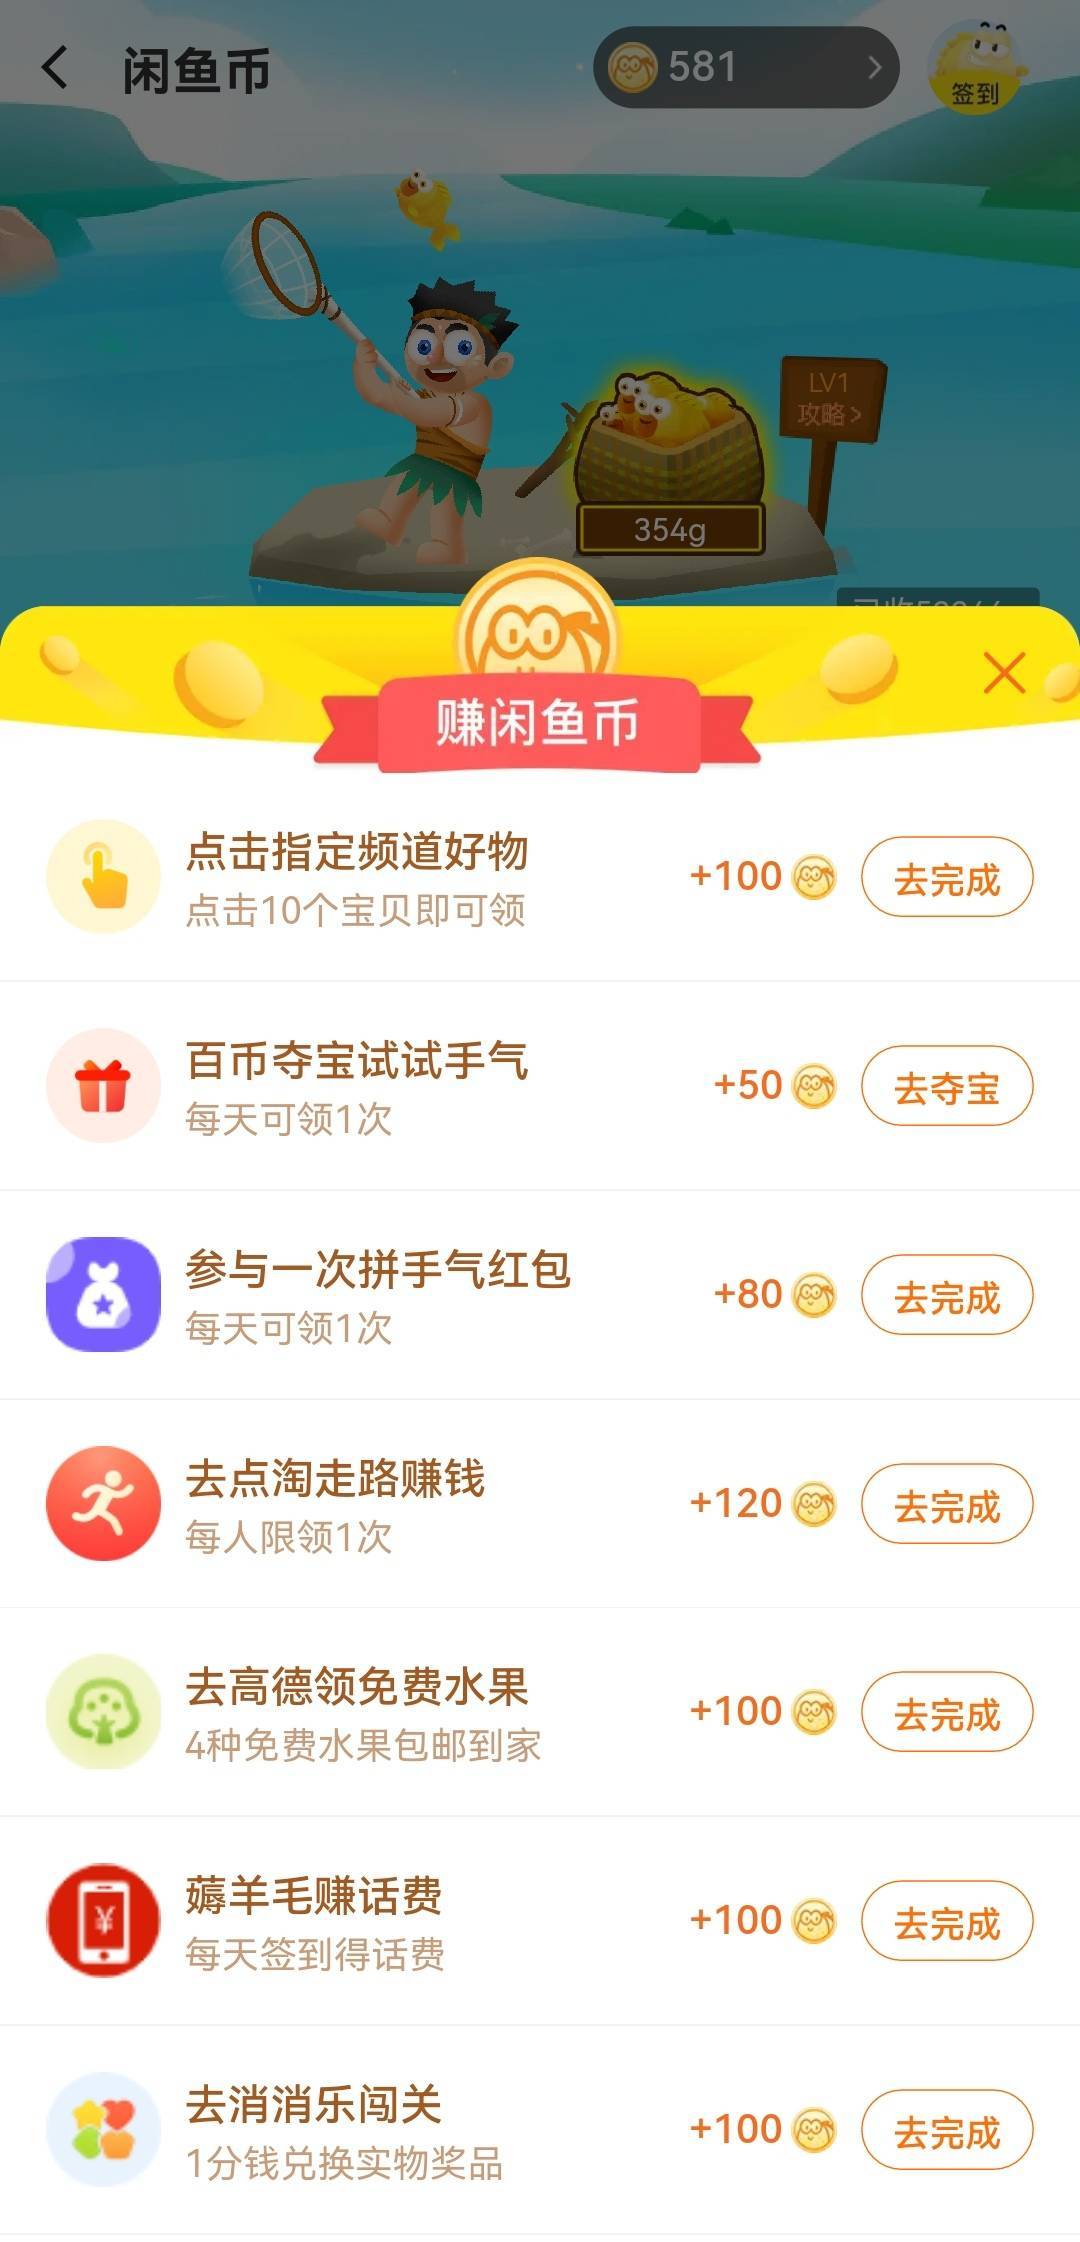 闲鱼币
581
签到
LV1
攻略>
354g
赚闲鱼币
点击指定频道好物
点击10个宝贝即可领
+100
去完成
百币夺宝试试手气
每天可领1次
+50
去夺宝
参与一次拼手气红包
每天可领1次
+80
去完成
去点淘走路赚钱
每人限领1次
+120
去完成
去高德领免费水果
4种免费水果包邮到家
+100
去完成
薅羊毛赚话费
每天签到得话费
¥
+100
去完成
去消消乐闯关
1分钱兑换实物奖品
+100
去完成